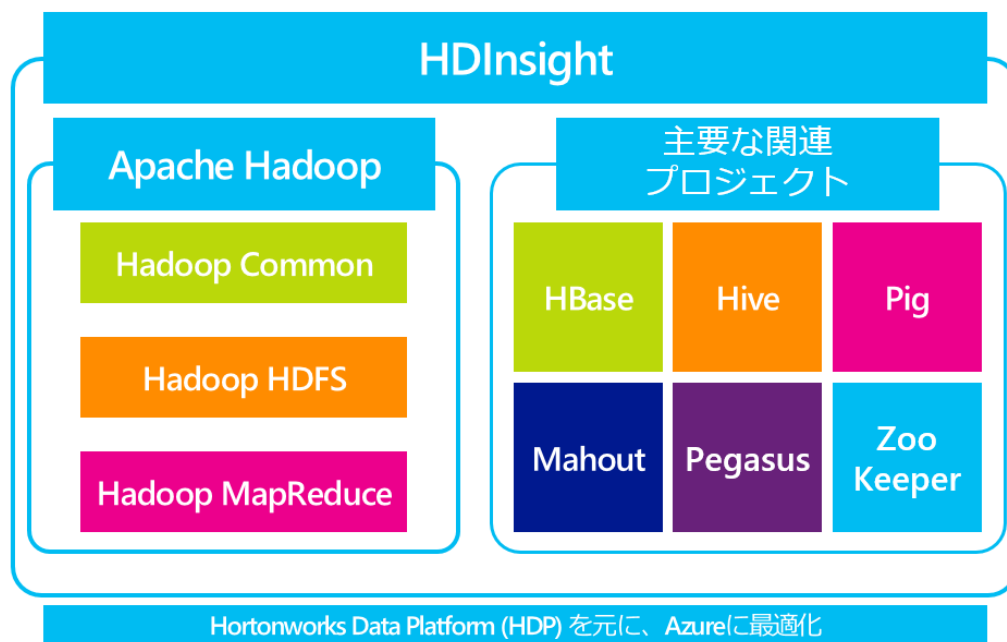 HDInsight
Apache Hadoop
Hadoop Common
Hadoop HDFS
Hadoop MapReduce
主要な関連
プロジェクト
HBase
Hive
Pig
Mahout
Pegasus
Zoo
Keeper
Hortonworks Data Platform (HDP) を元に、Azureに最適化